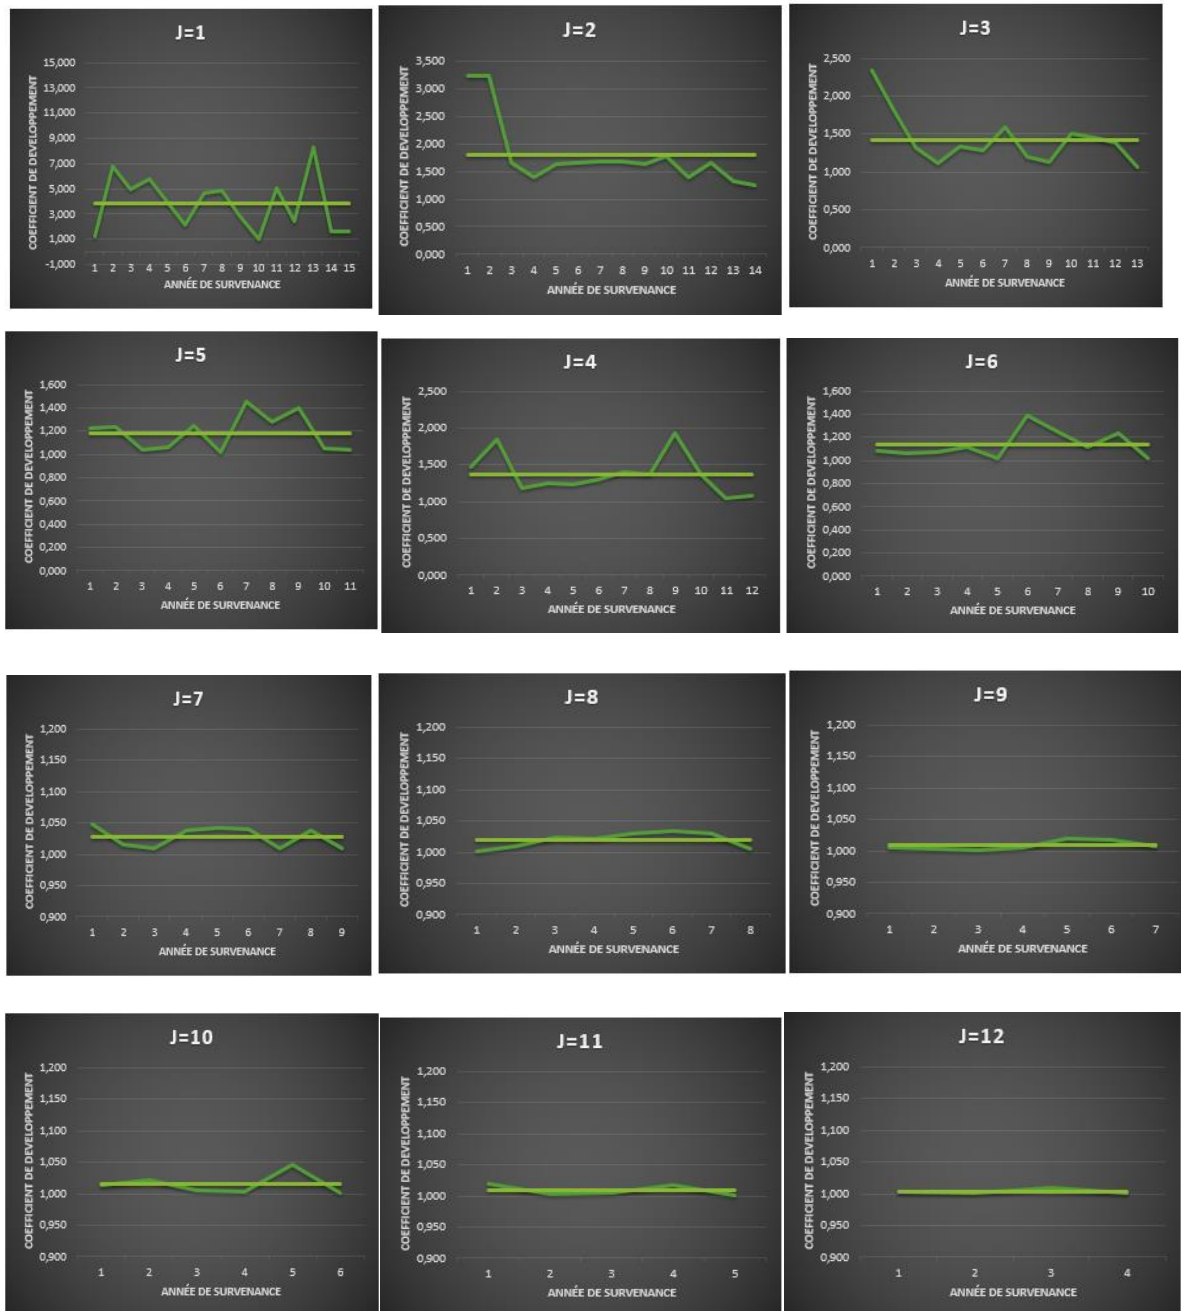 J=1
COEFFICIENT DE DEVELOPPEMENT
15,000
13,000
11,000
9,000
7,000
5,000
3,000
1,000
-1,000
1 2 3 4 5 6 7 8 9 10 11 12 13 14 15
ANNÉE DE SURVENANCE
J=2
COEFFICIENT DE DEVELOPPEMENT
3,500
3,000
2,500
2,000
1,500
1,000
0,500
0,000
1 2 3 4 5 6 7 8 9 10 11 12 13 14
ANNÉE DE SURVENANCE
J=3
COEFFICIENT DE DEVELOPPEMENT
2,500
2,000
1,500
1,000
0,500
0,000
1 2 3 4 5 6 7 8 9 10 11 12 13
ANNÉE DE SURVENANCE
J=5
COEFFICIENT DE DEVELOPPEMENT
1,600
1,400
1,200
1,000
0,800
0,600
0,400
0,200
0,000
1 2 3 4 5 6 7 8 9 10 11
ANNÉE DE SURVENANCE
J=4
COEFFICIENT DE DEVELOPPEMENT
2,500
2,000
1,500
1,000
0,500
0,000
1 2 3 4 5 6 7 8 9 10 11 12
ANNÉE DE SURVENANCE
J=6
COEFFICIENT DE DEVELOPPEMENT
1,600
1,400
1,200
1,000
0,800
0,600
0,400
0,200
0,000
1 2 3 4 5 6 7 8 9 10
ANNÉE DE SURVENANCE
J=7
COEFFICIENT DE DEVELOPPEMENT
1,200
1,150
1,100
1,050
1,000
0,950
0,900
1 2 3 4 5 6 7 8 9
ANNÉE DE SURVENANCE
J=8
COEFFICIENT DE DEVELOPPEMENT
1,200
1,150
1,100
1,050
1,000
0,950
0,900
1 2 3 4 5 6 7 8
ANNÉE DE SURVENANCE
J=9
COEFFICIENT DE DEVELOPPEMENT
1,200
1,150
1,100
1,050
1,000
0,950
0,900
1 2 3 4 5 6 7
ANNÉE DE SURVENANCE
J=10
COEFFICIENT DE DEVELOPPEMENT
1,200
1,150
1,100
1,050
1,000
0,950
0,900
1 2 3 4 5 6
ANNÉE DE SURVENANCE
J=11
COEFFICIENT DE DEVELOPPEMENT
1,200
1,150
1,100
1,050
1,000
0,950
0,900
1 2 3 4 5
ANNÉE DE SURVENANCE
J=12
COEFFICIENT DE DEVELOPPEMENT
1,200
1,150
1,100
1,050
1,000
0,950
0,900
1 2 3 4
ANNÉE DE SURVENANCE